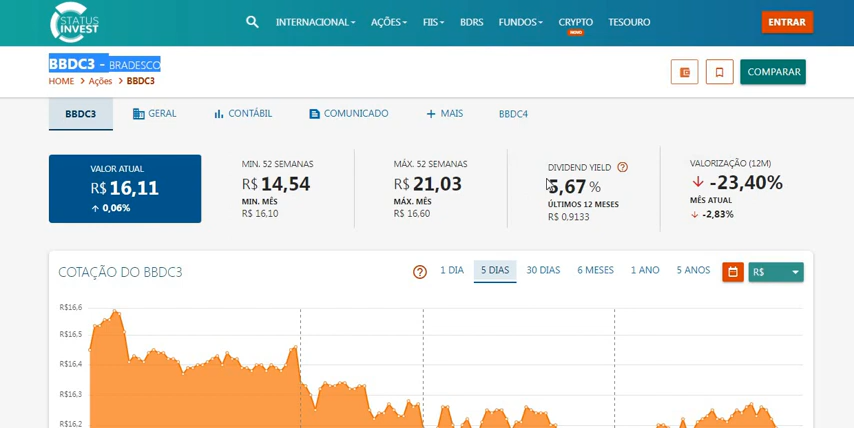 STATUS
INVEST
INTERNACIONAL AÇÕES FIIS BDRS FUNDOS CRYPTO TESOURO ENTRAR
NOVO
BBDC3 - BRADESCO
HOME > Ações > BBDC3
COMPARAR
BBDC3 GERAL CONTÁBIL COMUNICADO + MAIS BBDC4
VALOR ATUAL
R$ 16,11
0,06%
MIN. 52 SEMANAS
R$ 14,54
MIN. MÊS
R$ 16,10
MÁX. 52 SEMANAS
R$ 21,03
MÁX. MÊS
R$ 16,60
DIVIDEND YIELD ?
5,67 %
ÚLTIMOS 12 MESES
R$ 0,9133
VALORIZAÇÃO (12M)
-23,40%
MÊS ATUAL
-2,83%
COTAÇÃO DO BBDC3
? 1 DIA 5 DIAS 30 DIAS 6 MESES 1 ANO 5 ANOS R$
R$16.6
R$16.5
R$16.4
R$16.3
R$16.2